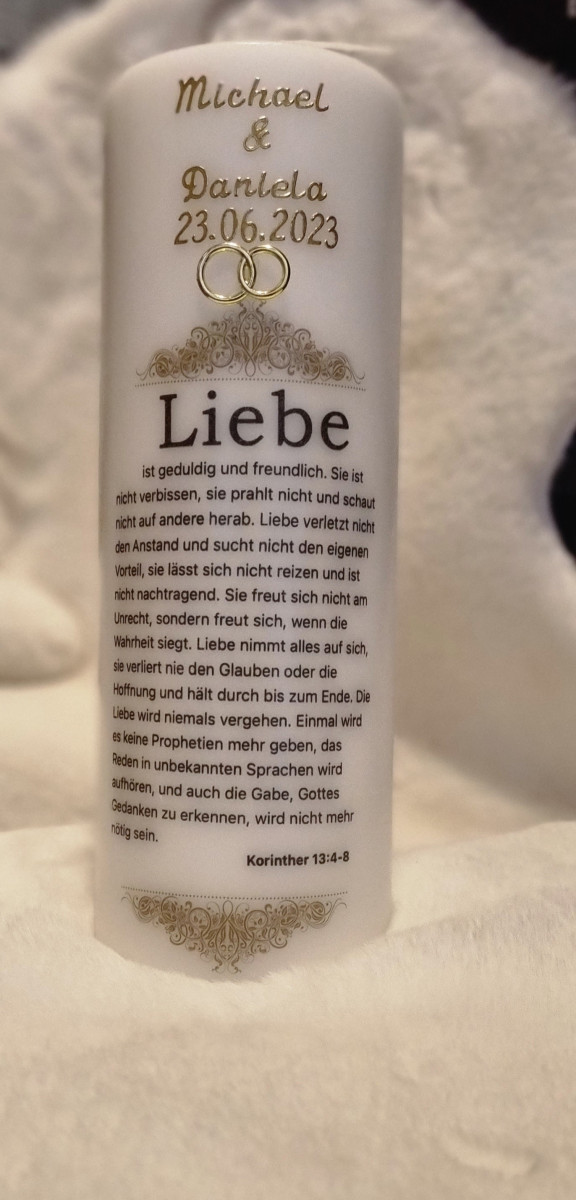 Michael
&
Daniela
23.06.2023
Liebe
ist geduldig und freundlich. Sie ist
nicht verbissen, sie prahlt nicht und schaut
nicht auf andere herab. Liebe verletzt nicht
den Anstand und sucht nicht den eigenen
Vorteil, sie lässt sich nicht reizen und ist
nicht nachtragend. Sie freut sich nicht am
Unrecht, sondern freut sich, wenn die
Wahrheit siegt. Liebe nimmt alles auf sich,
sie verliert nie den Glauben oder die
Hoffnung und hält durch bis zum Ende. Die
Liebe wird niemals vergehen. Einmal wird
es keine Prophetien mehr geben, das
Reden in unbekannten Sprachen wird
aufhören, und auch die Gabe, Gottes
Gedanken zu erkennen, wird nicht mehr
nötig sein.
Korinther 13:4-8